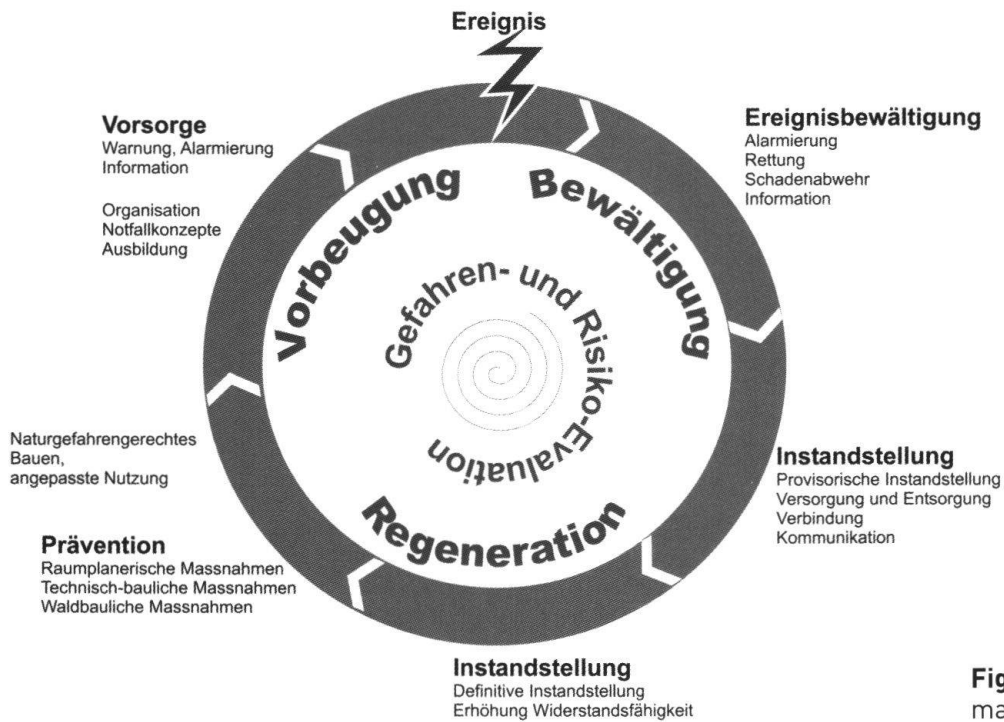 Ereignis
Vorsorge
Warnung, Alarmierung
Information
Organisation
Notfallkonzepte
Ausbildung
Ereignisbewältigung
Alarmierung
Rettung
Schadenabwehr
Information
Vorbeugung
Bewältigung
Gefahren- und Risiko-Evaluation
Regeneration
Naturgefahrengerechtes
Bauen,
angepasste Nutzung
Instandstellung
Provisorische Instandstellung
Versorgung und Entsorgung
Verbindung
Kommunikation
Prävention
Raumplanerische Massnahmen
Technisch-bauliche Massnahmen
Waldbauliche Massnahmen
Instandstellung
Definitive Instandstellung
Erhöhung Widerstandsfähigkeit
Fig
ma